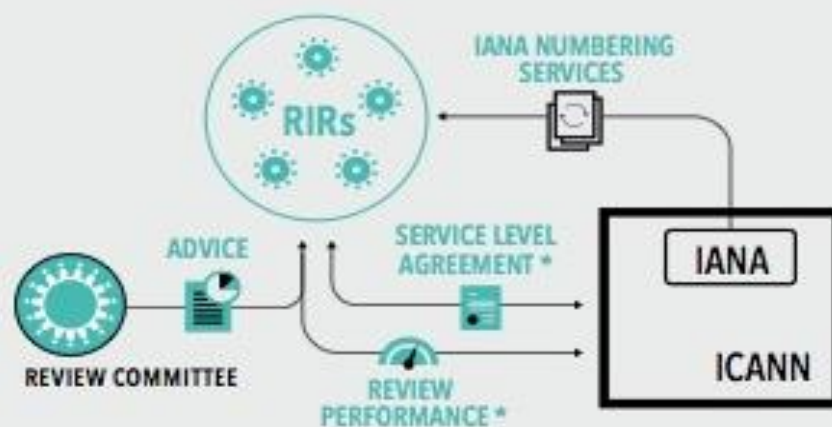 IANA NUMBERING
SERVICES
RIRs
ADVICE
SERVICE LEVEL
AGREEMENT *
IANA
REVIEW COMMITTEE
REVIEW
PERFORMANCE *
ICANN